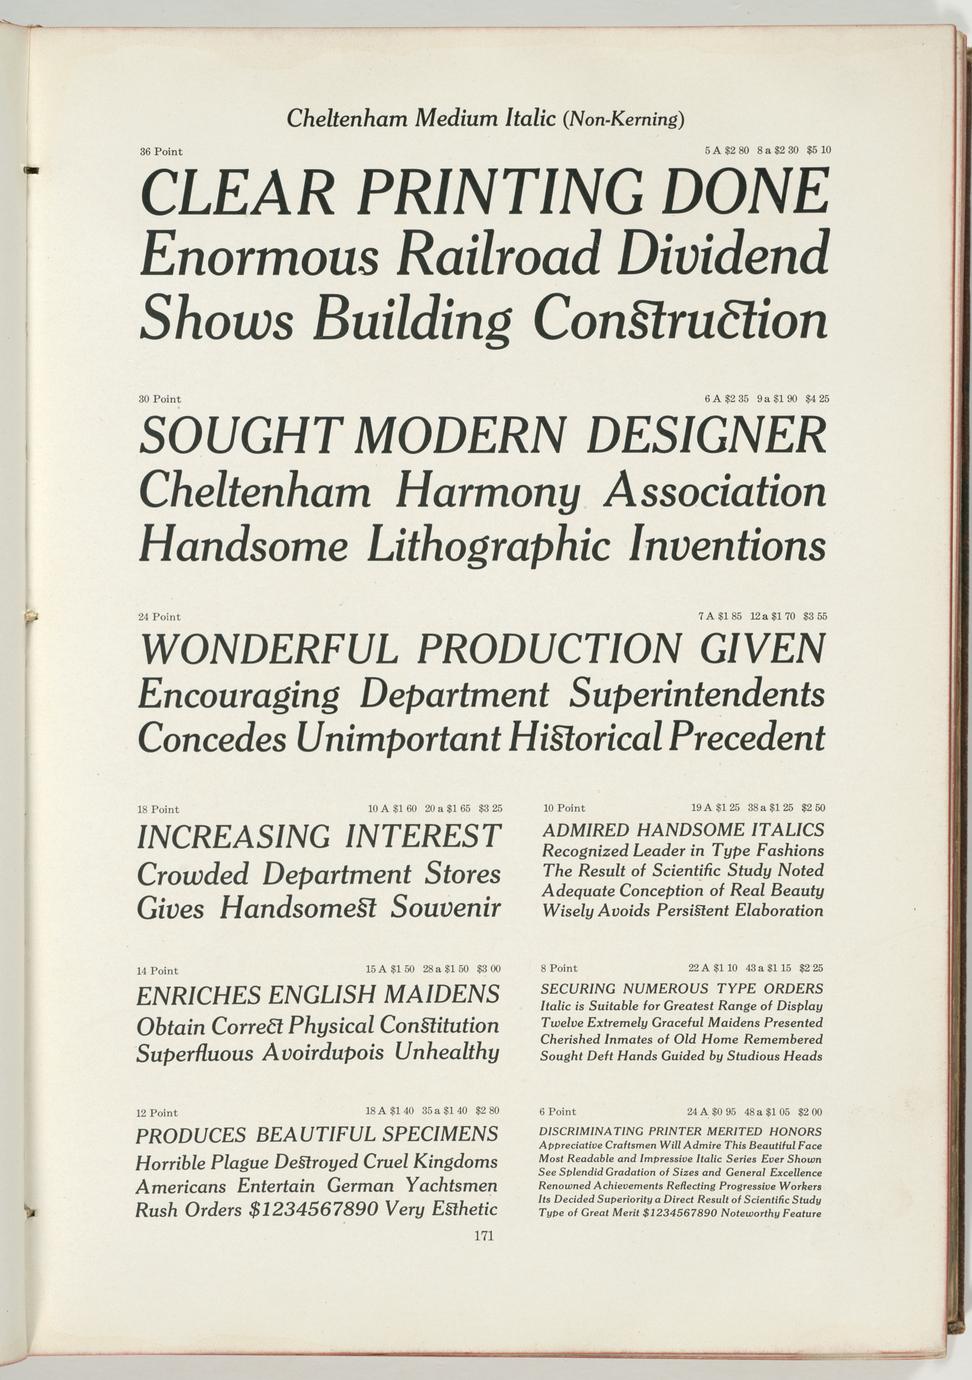 Cheltenham Medium Italic (Non-Kerning)
36 Point 5 A $2 80 8 a $2 30 $5 10
CLEAR PRINTING DONE
Enormous Railroad Dividend
Shows Building Construction
30 Point 6 A $2 35 9 a $1 90 $4 25
SOUGHT MODERN DESIGNER
Cheltenham Harmony Association
Handsome Lithographic Inventions
24 Point 7 A $1 85 12 a $1 70 $3 55
WONDERFUL PRODUCTION GIVEN
Encouraging Department Superintendents
Concedes Unimportant Historical Precedent
18 Point 10 A $1 60 20 a $1 65 $3 25
INCREASING INTEREST
Crowded Department Stores
Gives Handsomest Souvenir
14 Point 15 A $1 50 28 a $1 50 $3 00
ENRICHES ENGLISH MAIDENS
Obtain Correct Physical Constitution
Superfluous Avoirdupois Unhealthy
12 Point 18 A $1 40 35 a $1 40 $2 80
PRODUCES BEAUTIFUL SPECIMENS
Horrible Plague Destroyed Cruel Kingdoms
Americans Entertain German Yachtsmen
Rush Orders $1234567890 Very Esthetic
10 Point 19 A $1 25 38 a $1 25 $2 50
ADMIRED HANDSOME ITALICS
Recognized Leader in Type Fashions
The Result of Scientific Study Noted
Adequate Conception of Real Beauty
Wisely Avoids Persistent Elaboration
8 Point 22 A $1 10 43 a $1 15 $2 25
SECURING NUMEROUS TYPE ORDERS
Italic is Suitable for Greatest Range of Display
Twelve Extremely Graceful Maidens Presented
Cherished Inmates of Old Home Remembered
Sought Deft Hands Guided by Studious Heads
6 Point 24 A $0 95 48 a $1 05 $2 00
DISCRIMINATING PRINTER MERITED HONORS
Appreciative Craftsmen Will Admire This Beautiful Face
Most Readable and Impressive Italic Series Ever Shown
See Splendid Gradation of Sizes and General Excellence
Renowned Achievements Reflecting Progressive Workers
Its Decided Superiority a Direct Result of Scientific Study
Type of Great Merit $1234567890 Noteworthy Feature
171